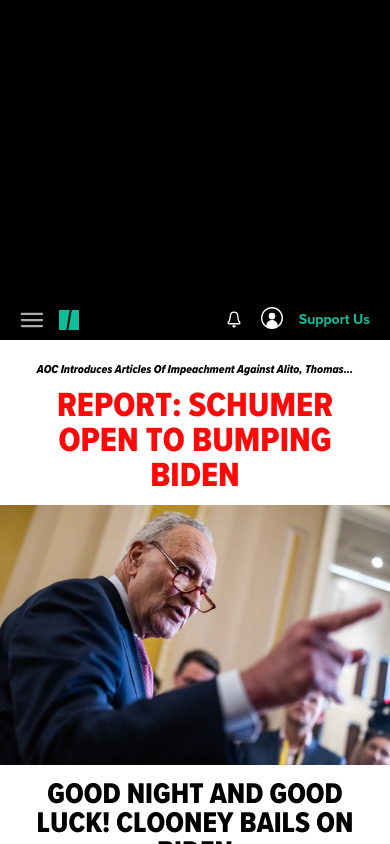 Support Us
AOC Introduces Articles Of Impeachment Against Alito, Thomas...
REPORT: SCHUMER
OPEN TO BUMPING
BIDEN
GOOD NIGHT AND GOOD
LUCK! CLOONEY BAILS ON
BIDEN